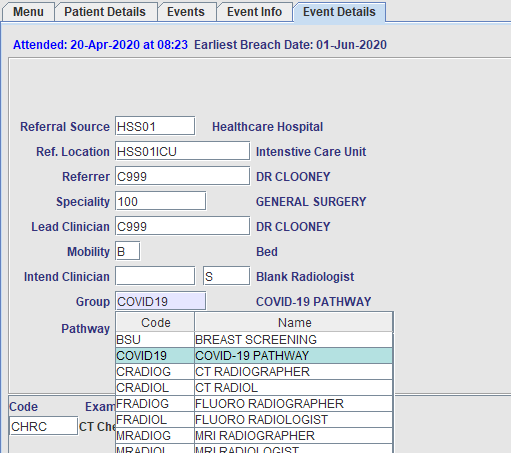 Menu Patient Details Events Event Info Event Details
Attended: 20-Apr-2020 at 08:23 Earliest Breach Date: 01-Jun-2020
Referral Source HSS01 Healthcare Hospital
Ref. Location HSS01ICU Intenstive Care Unit
Referrer C999 DR CLOONEY
Speciality 100 GENERAL SURGERY
Lead Clinician C999 DR CLOONEY
Mobility B Bed
Intend Clinician S Blank Radiologist
Group COVID19 COVID-19 PATHWAY
Pathway
Code Name
BSU BREAST SCREENING
COVID19 COVID-19 PATHWAY
CRADIOG CT RADIOGRAPHER
CRADIOL CT RADIOL
FRADIOG FLUORO RADIOGRAPHER
FRADIOL FLUORO RADIOLOGIST
MRADIOG MRI RADIOGRAPHER
MRADIOL MRI RADIOLOGIST
Code Exam
CHRC CT Che